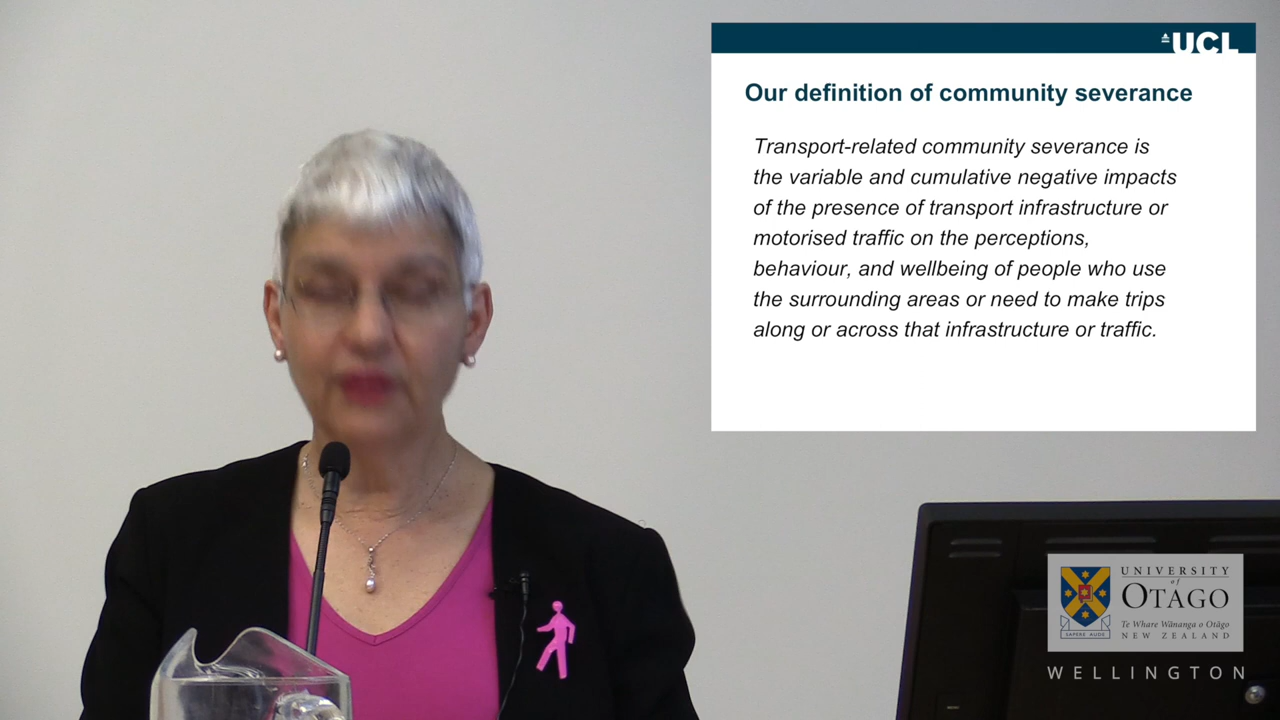 UCL
Our definition of community severance
Transport-related community severance is
the variable and cumulative negative impacts
of the presence of transport infrastructure or
motorised traffic on the perceptions,
behaviour, and wellbeing of people who use
the surrounding areas or need to make trips
along or across that infrastructure or traffic.
UNIVERSITY
of
OTAGO
Te Whare Wānanga o Otāgo
NEW ZEALAND
SAPERE AUDE
WELLINGTON